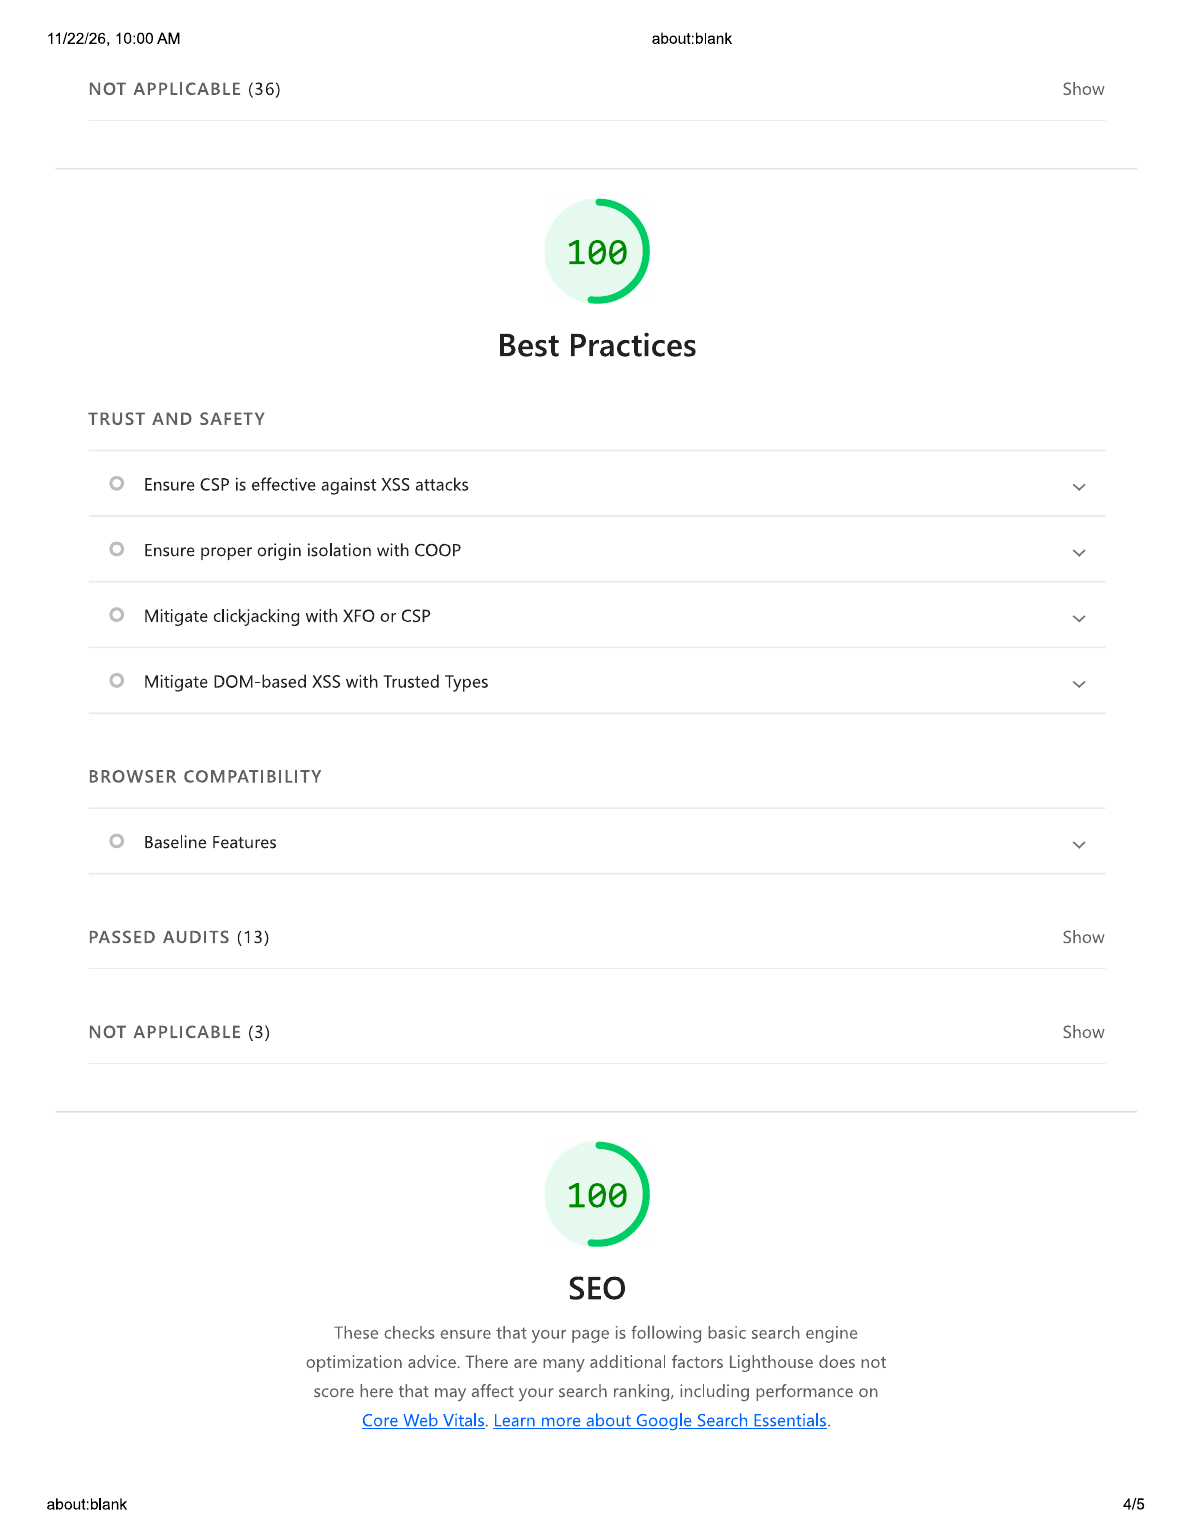 11/22/26, 10:00 AM about:blank
NOT APPLICABLE (36) Show
100
Best Practices
TRUST AND SAFETY
Ensure CSP is effective against XSS attacks
Ensure proper origin isolation with COOP
Mitigate clickjacking with XFO or CSP
Mitigate DOM-based XSS with Trusted Types
BROWSER COMPATIBILITY
Baseline Features
PASSED AUDITS (13) Show
NOT APPLICABLE (3) Show
100
SEO
These checks ensure that your page is following basic search engine
optimization advice. There are many additional factors Lighthouse does not
score here that may affect your search ranking, including performance on
Core Web Vitals. Learn more about Google Search Essentials.
about:blank 4/5